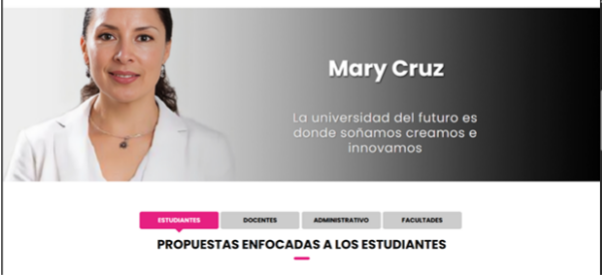 Mary Cruz
La universidad del futuro es
donde soñamos creamos e
innovamos
ESTUDIANTES
DOCENTES
ADMINISTRATIVO
FACULTADES
PROPUESTAS ENFOCADAS A LOS ESTUDIANTES